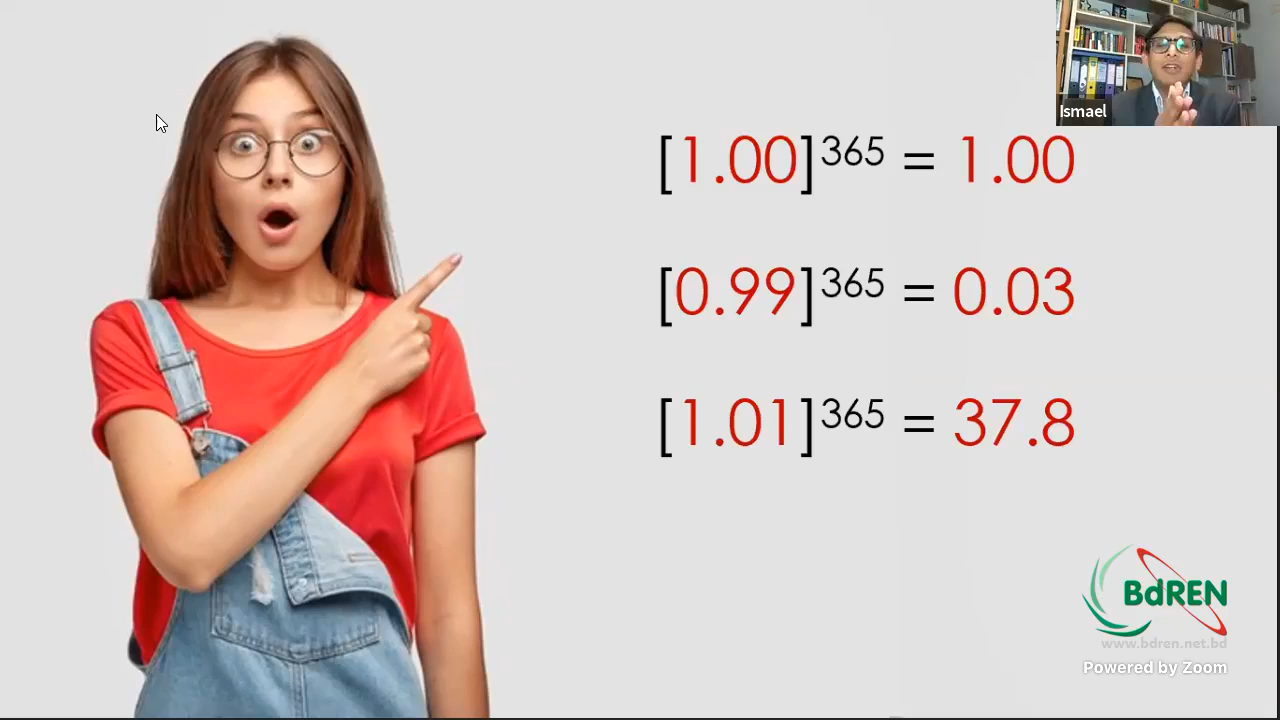 Ismael
[1.00]³⁶⁵ = 1.00
[0.99]³⁶⁵ = 0.03
[1.01]³⁶⁵ = 37.8
BdREN
www.bdren.net.bd
Powered by Zoom